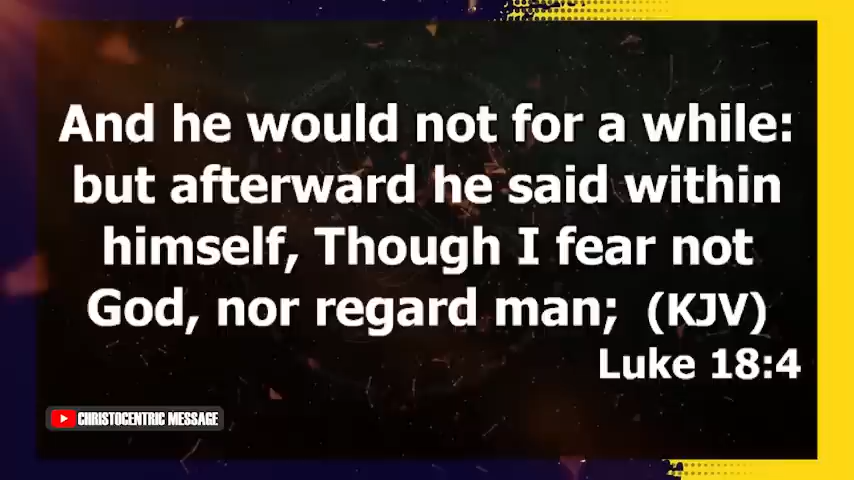 And he would not for a while:
but afterward he said within
himself, Though I fear not
God, nor regard man; (KJV)
Luke 18:4
CHRISTOCENTRIC MESSAGE